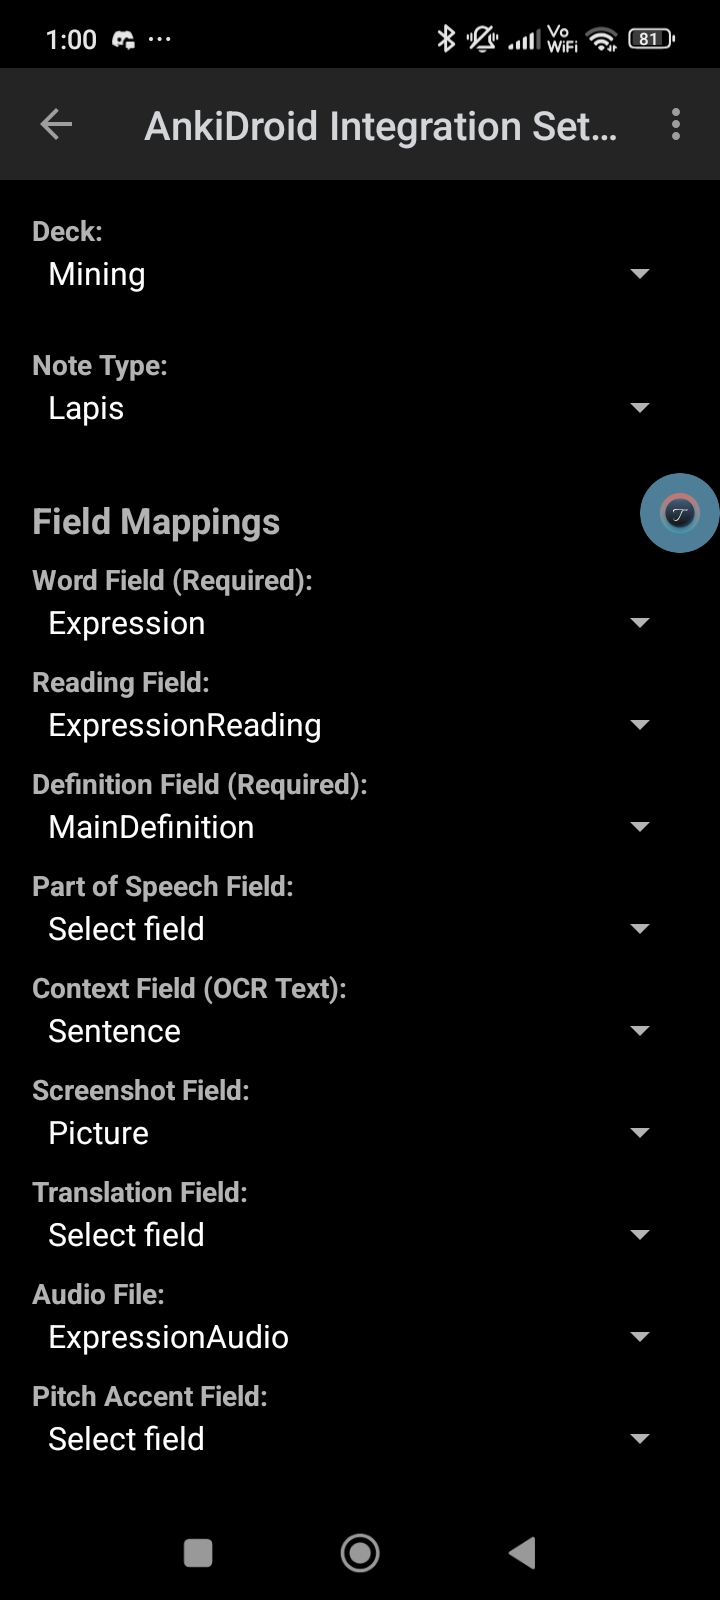 1:00
Vo
WiFi
81
AnkiDroid Integration Set...
Deck:
Mining
Note Type:
Lapis
Field Mappings
Word Field (Required):
Expression
Reading Field:
ExpressionReading
Definition Field (Required):
MainDefinition
Part of Speech Field:
Select field
Context Field (OCR Text):
Sentence
Screenshot Field:
Picture
Translation Field:
Select field
Audio File:
ExpressionAudio
Pitch Accent Field:
Select field